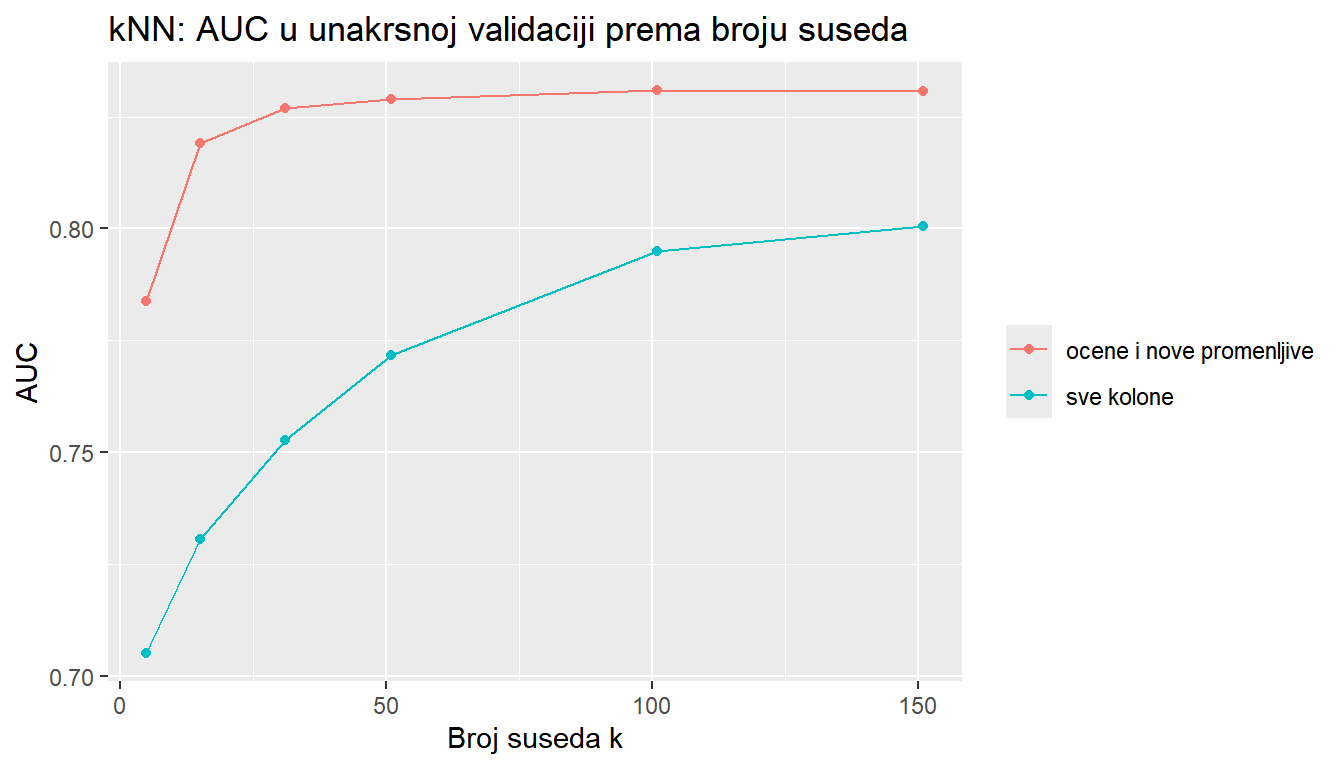 kNN: AUC u unakrsnoj validaciji prema broju suseda
AUC
0.80
0.75
0.70
0
50
100
150
Broj suseda k
ocene i nove promenljive
sve kolone